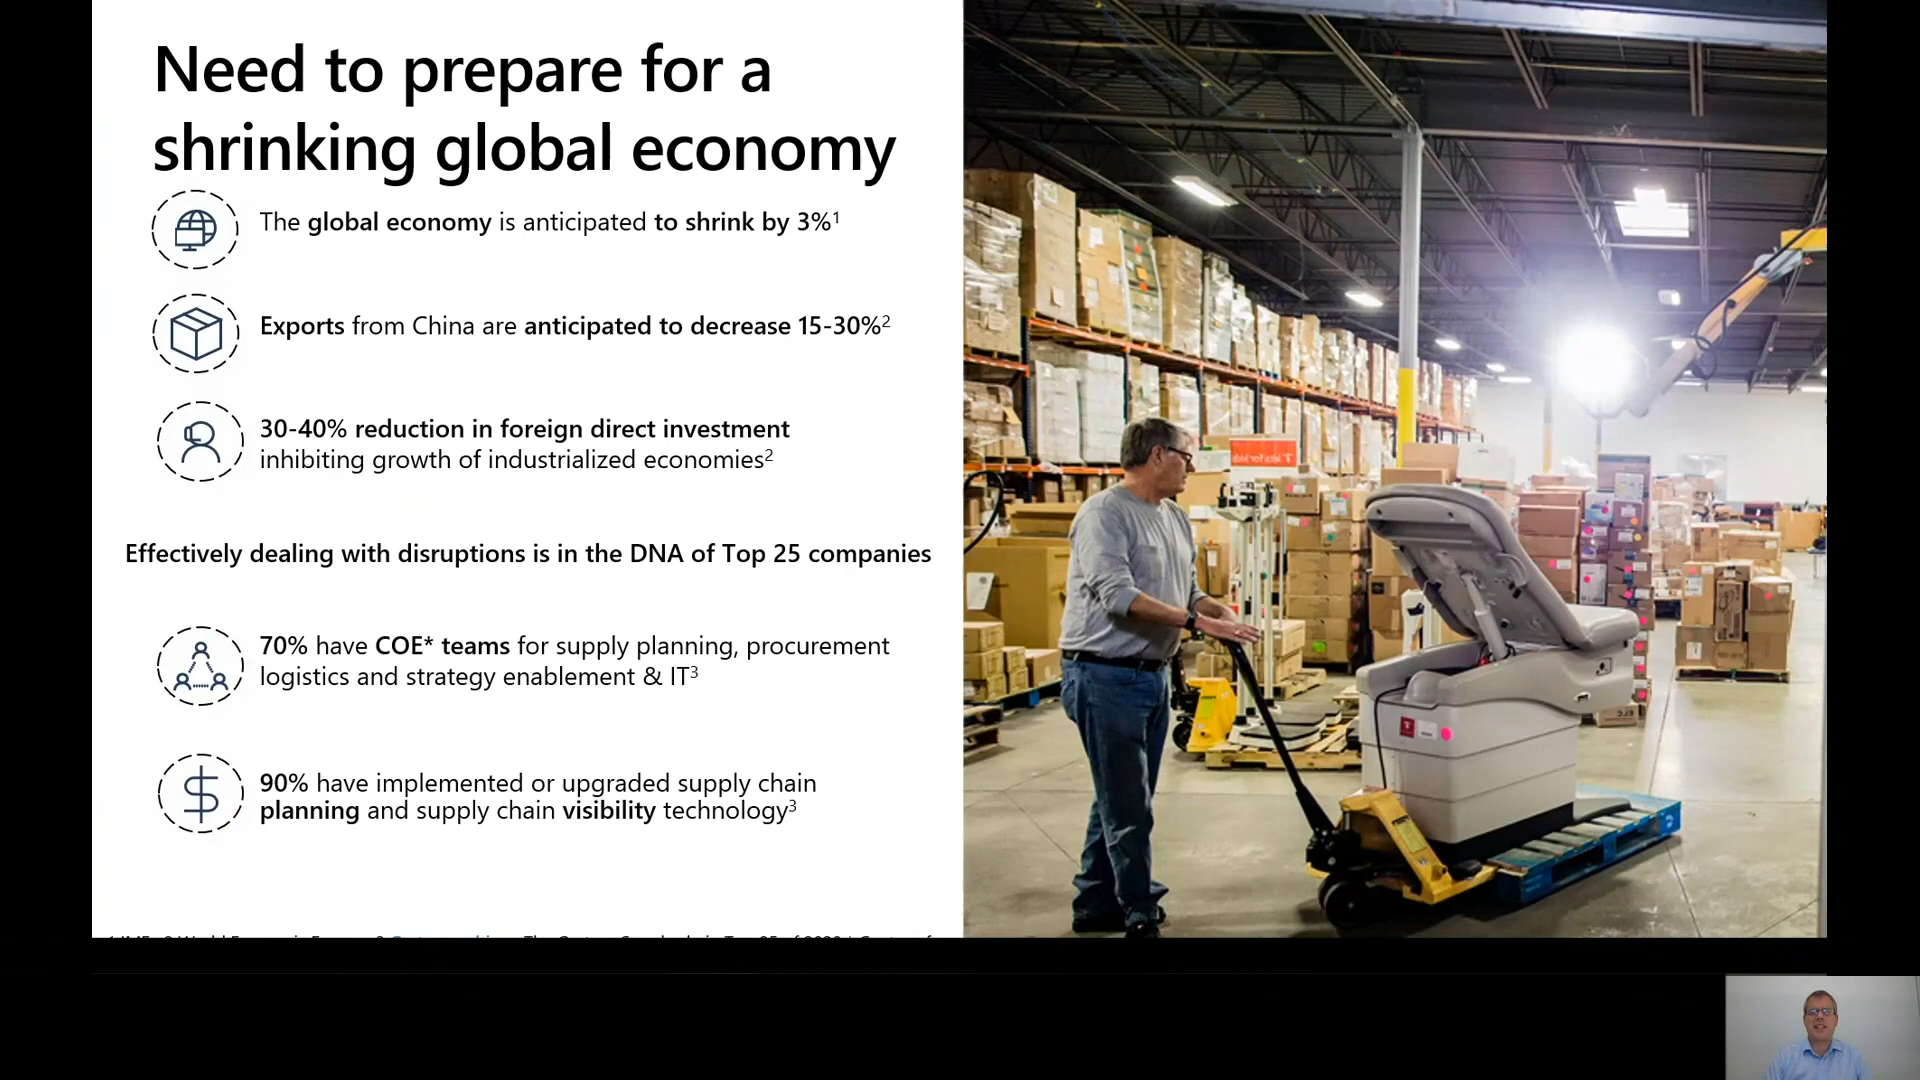 Need to prepare for a
shrinking global economy
The global economy is anticipated to shrink by 3%¹
Exports from China are anticipated to decrease 15-30%²
30-40% reduction in foreign direct investment
inhibiting growth of industrialized economies²
Effectively dealing with disruptions is in the DNA of Top 25 companies
70% have COE* teams for supply planning, procurement
logistics and strategy enablement & IT³
90% have implemented or upgraded supply chain
planning and supply chain visibility technology³